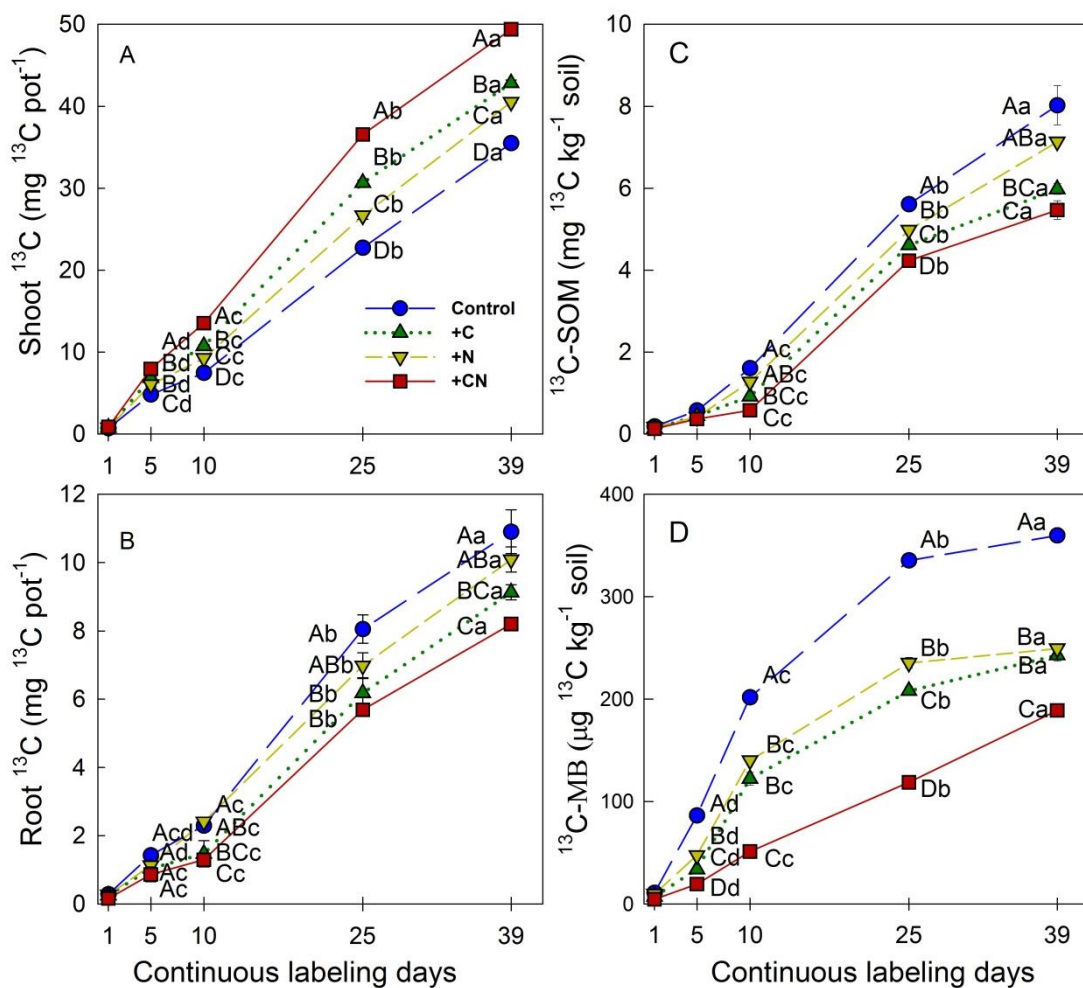 A
50
40
30
20
10
0
Shoot ¹³C (mg ¹³C pot⁻¹)
Aa
Ba
Ca
Da
Ab
Bb
Cb
Db
Ac
Bc
Cc
Dc
Ad
Bd
Bd
Cd
Control
+C
+N
+CN
1 5 10 25 39
C
10
8
6
4
2
0
¹³C-SOM (mg ¹³C kg⁻¹ soil)
Aa
ABa
BCa
Ca
Ab
Bb
Cb
Db
Ac
ABc
BCc
Cc
1 5 10 25 39
B
12
10
8
6
4
2
0
Root ¹³C (mg ¹³C pot⁻¹)
Aa
ABa
BCa
Ca
Ab
ABb
Bb
Bb
Ac
ABc
BCc
Cc
Acd
Ad
Ac
Ac
1 5 10 25 39
Continuous labeling days
D
400
300
200
100
0
¹³C-MB (µg ¹³C kg⁻¹ soil)
Aa
Ba
Ba
Ca
Ab
Bb
Cb
Db
Ac
Bc
Bc
Cc
Ad
Bd
Cd
Dd
1 5 10 25 39
Continuous labeling days